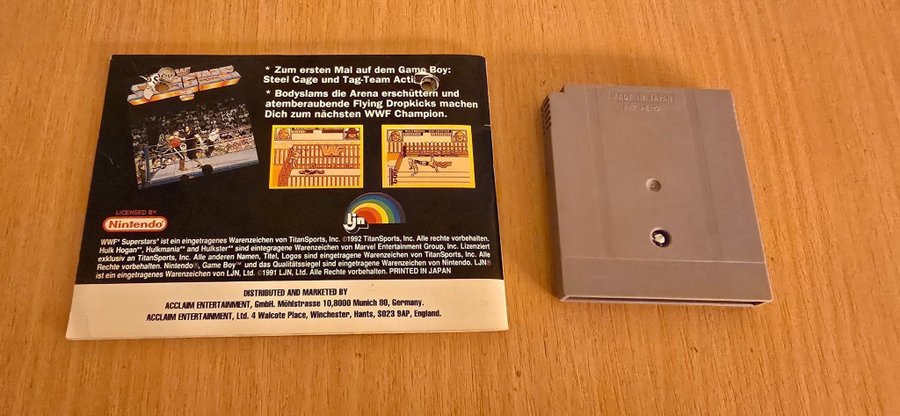 * Zum ersten Mal auf dem Game Boy:
Steel Cage und Tag-Team
* Bodyslams die Arena erschüttern und
atemberaubende Flying Dropkicks machen
Dich zum nächsten WWF Champion.
LICENSED BY
Nintendo
ljn
WWF® Superstars® ist ein eingetragenes Warenzeichen von TitanSports, Inc. ©1992 TitanSports, Inc. Alle rechte vorbehalten.
Hulk Hogan™, Hulkmania™ and Hulkster™ sind eintegragene Warenzeichen von Marvel Entertainment Group, Inc. Lizenziert
exklusiv an TitanSports, Inc. Alle anderen Namen, Titel, Logos sind eingetragene Warenzeichen von TitanSports, Inc. Alle
Rechte vorbehalten. Nintendo®, Game Boy™ und das Qualitätssiegel sind eingetragene Warenzeichen von Nintendo. LJN®
ist ein eingetragenes Warenzeichen von LJN, Ltd. ©1991 LJN, Ltd. Alle Rechte vorbehalten. PRINTED IN JAPAN
DISTRIBUTED AND MARKETED BY
ACCLAIM ENTERTAINMENT, GmbH. Möhlstrasse 10,8000 Munich 80, Germany.
ACCLAIM ENTERTAINMENT, Ltd. 4 Walcote Place, Winchester, Hants, SO23 9AP, England.
MADE IN JAPAN